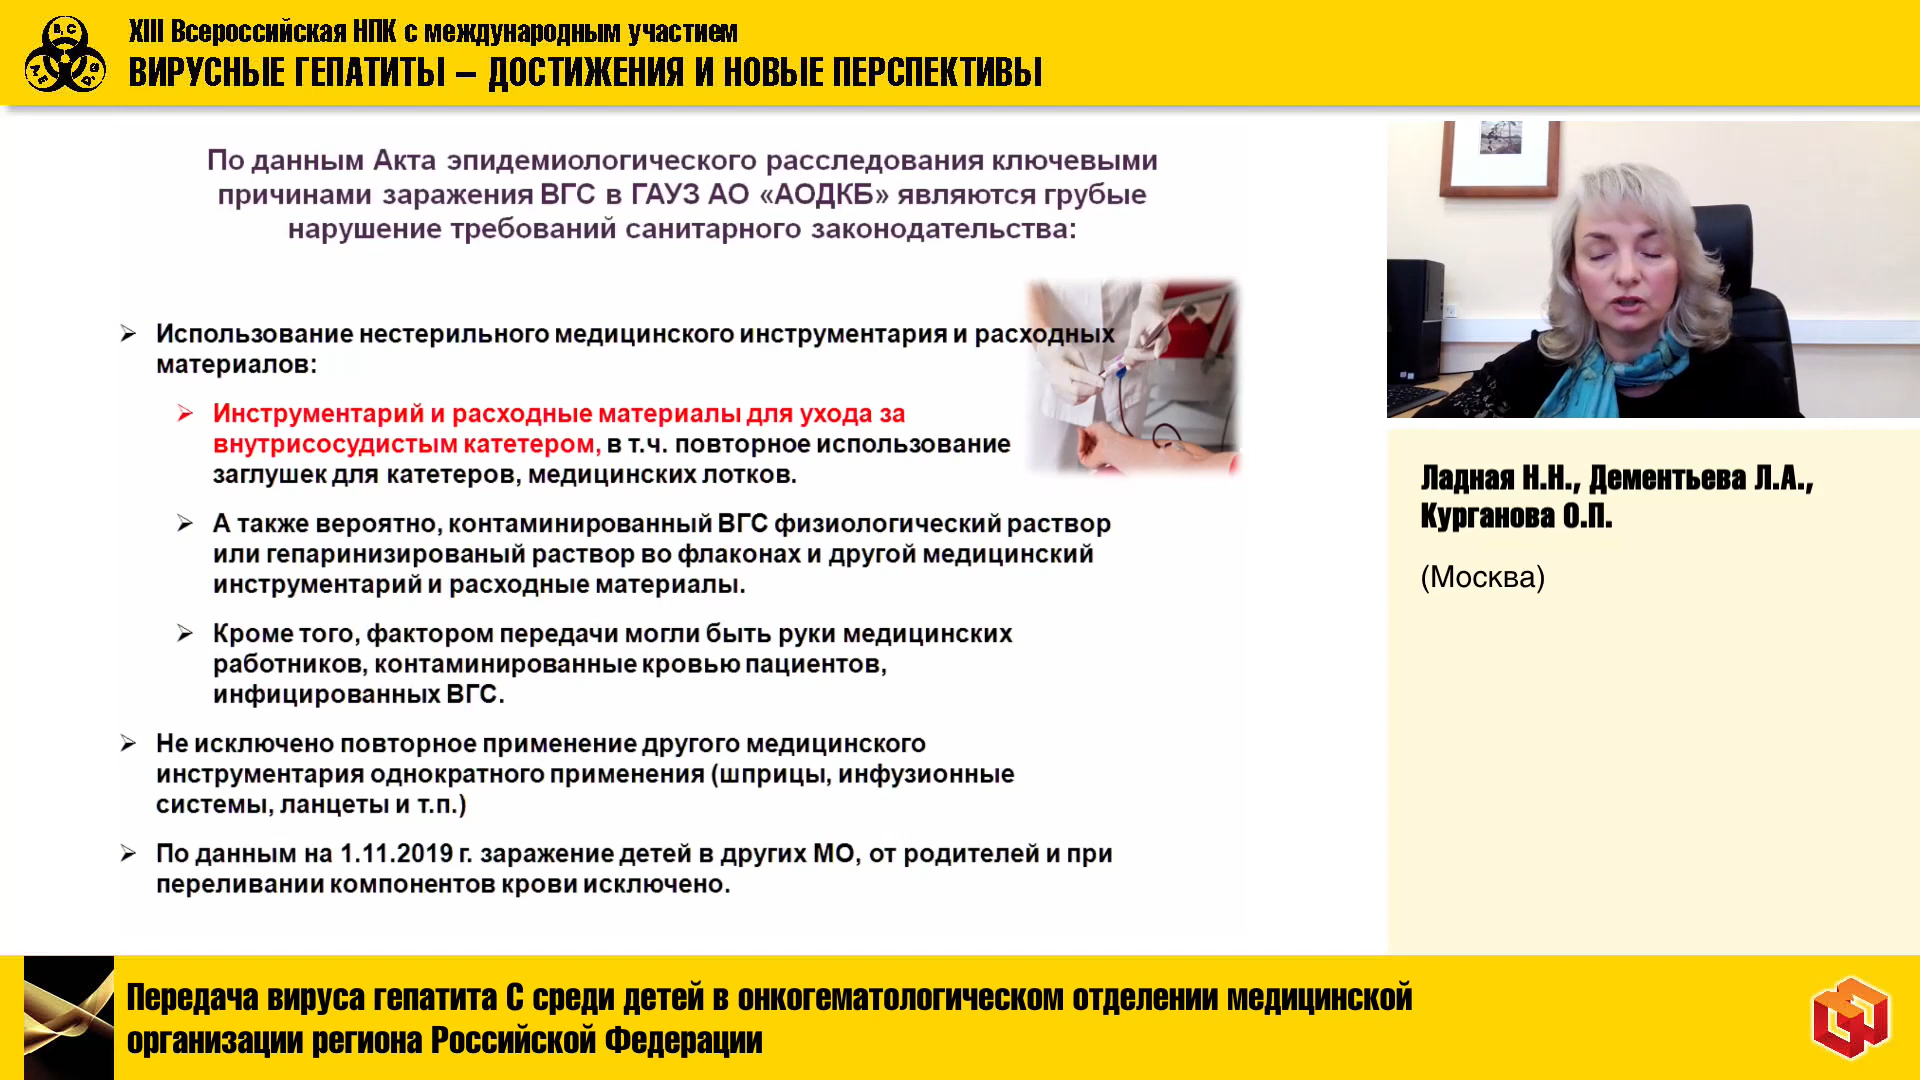 XIII Всероссийская НПК с международным участием
ВИРУСНЫЕ ГЕПАТИТЫ – ДОСТИЖЕНИЯ И НОВЫЕ ПЕРСПЕКТИВЫ
По данным Акта эпидемиологического расследования ключевыми
причинами заражения ВГС в ГАУЗ АО «АОДКБ» являются грубые
нарушение требований санитарного законодательства:
➢ Использование нестерильного медицинского инструментария и расходных
материалов:
➢ Инструментарий и расходные материалы для ухода за
внутрисосудистым катетером, в т.ч. повторное использование
заглушек для катетеров, медицинских лотков.
➢ А также вероятно, контаминированный ВГС физиологический раствор
или гепаринизированый раствор во флаконах и другой медицинский
инструментарий и расходные материалы.
➢ Кроме того, фактором передачи могли быть руки медицинских
работников, контаминированные кровью пациентов,
инфицированных ВГС.
➢ Не исключено повторное применение другого медицинского
инструментария однократного применения (шприцы, инфузионные
системы, ланцеты и т.п.)
➢ По данным на 1.11.2019 г. заражение детей в других МО, от родителей и при
переливании компонентов крови исключено.
Ладная Н.Н., Дементьева Л.А.,
Курганова О.П.
(Москва)
Передача вируса гепатита С среди детей в онкогематологическом отделении медицинской
организации региона Российской Федерации